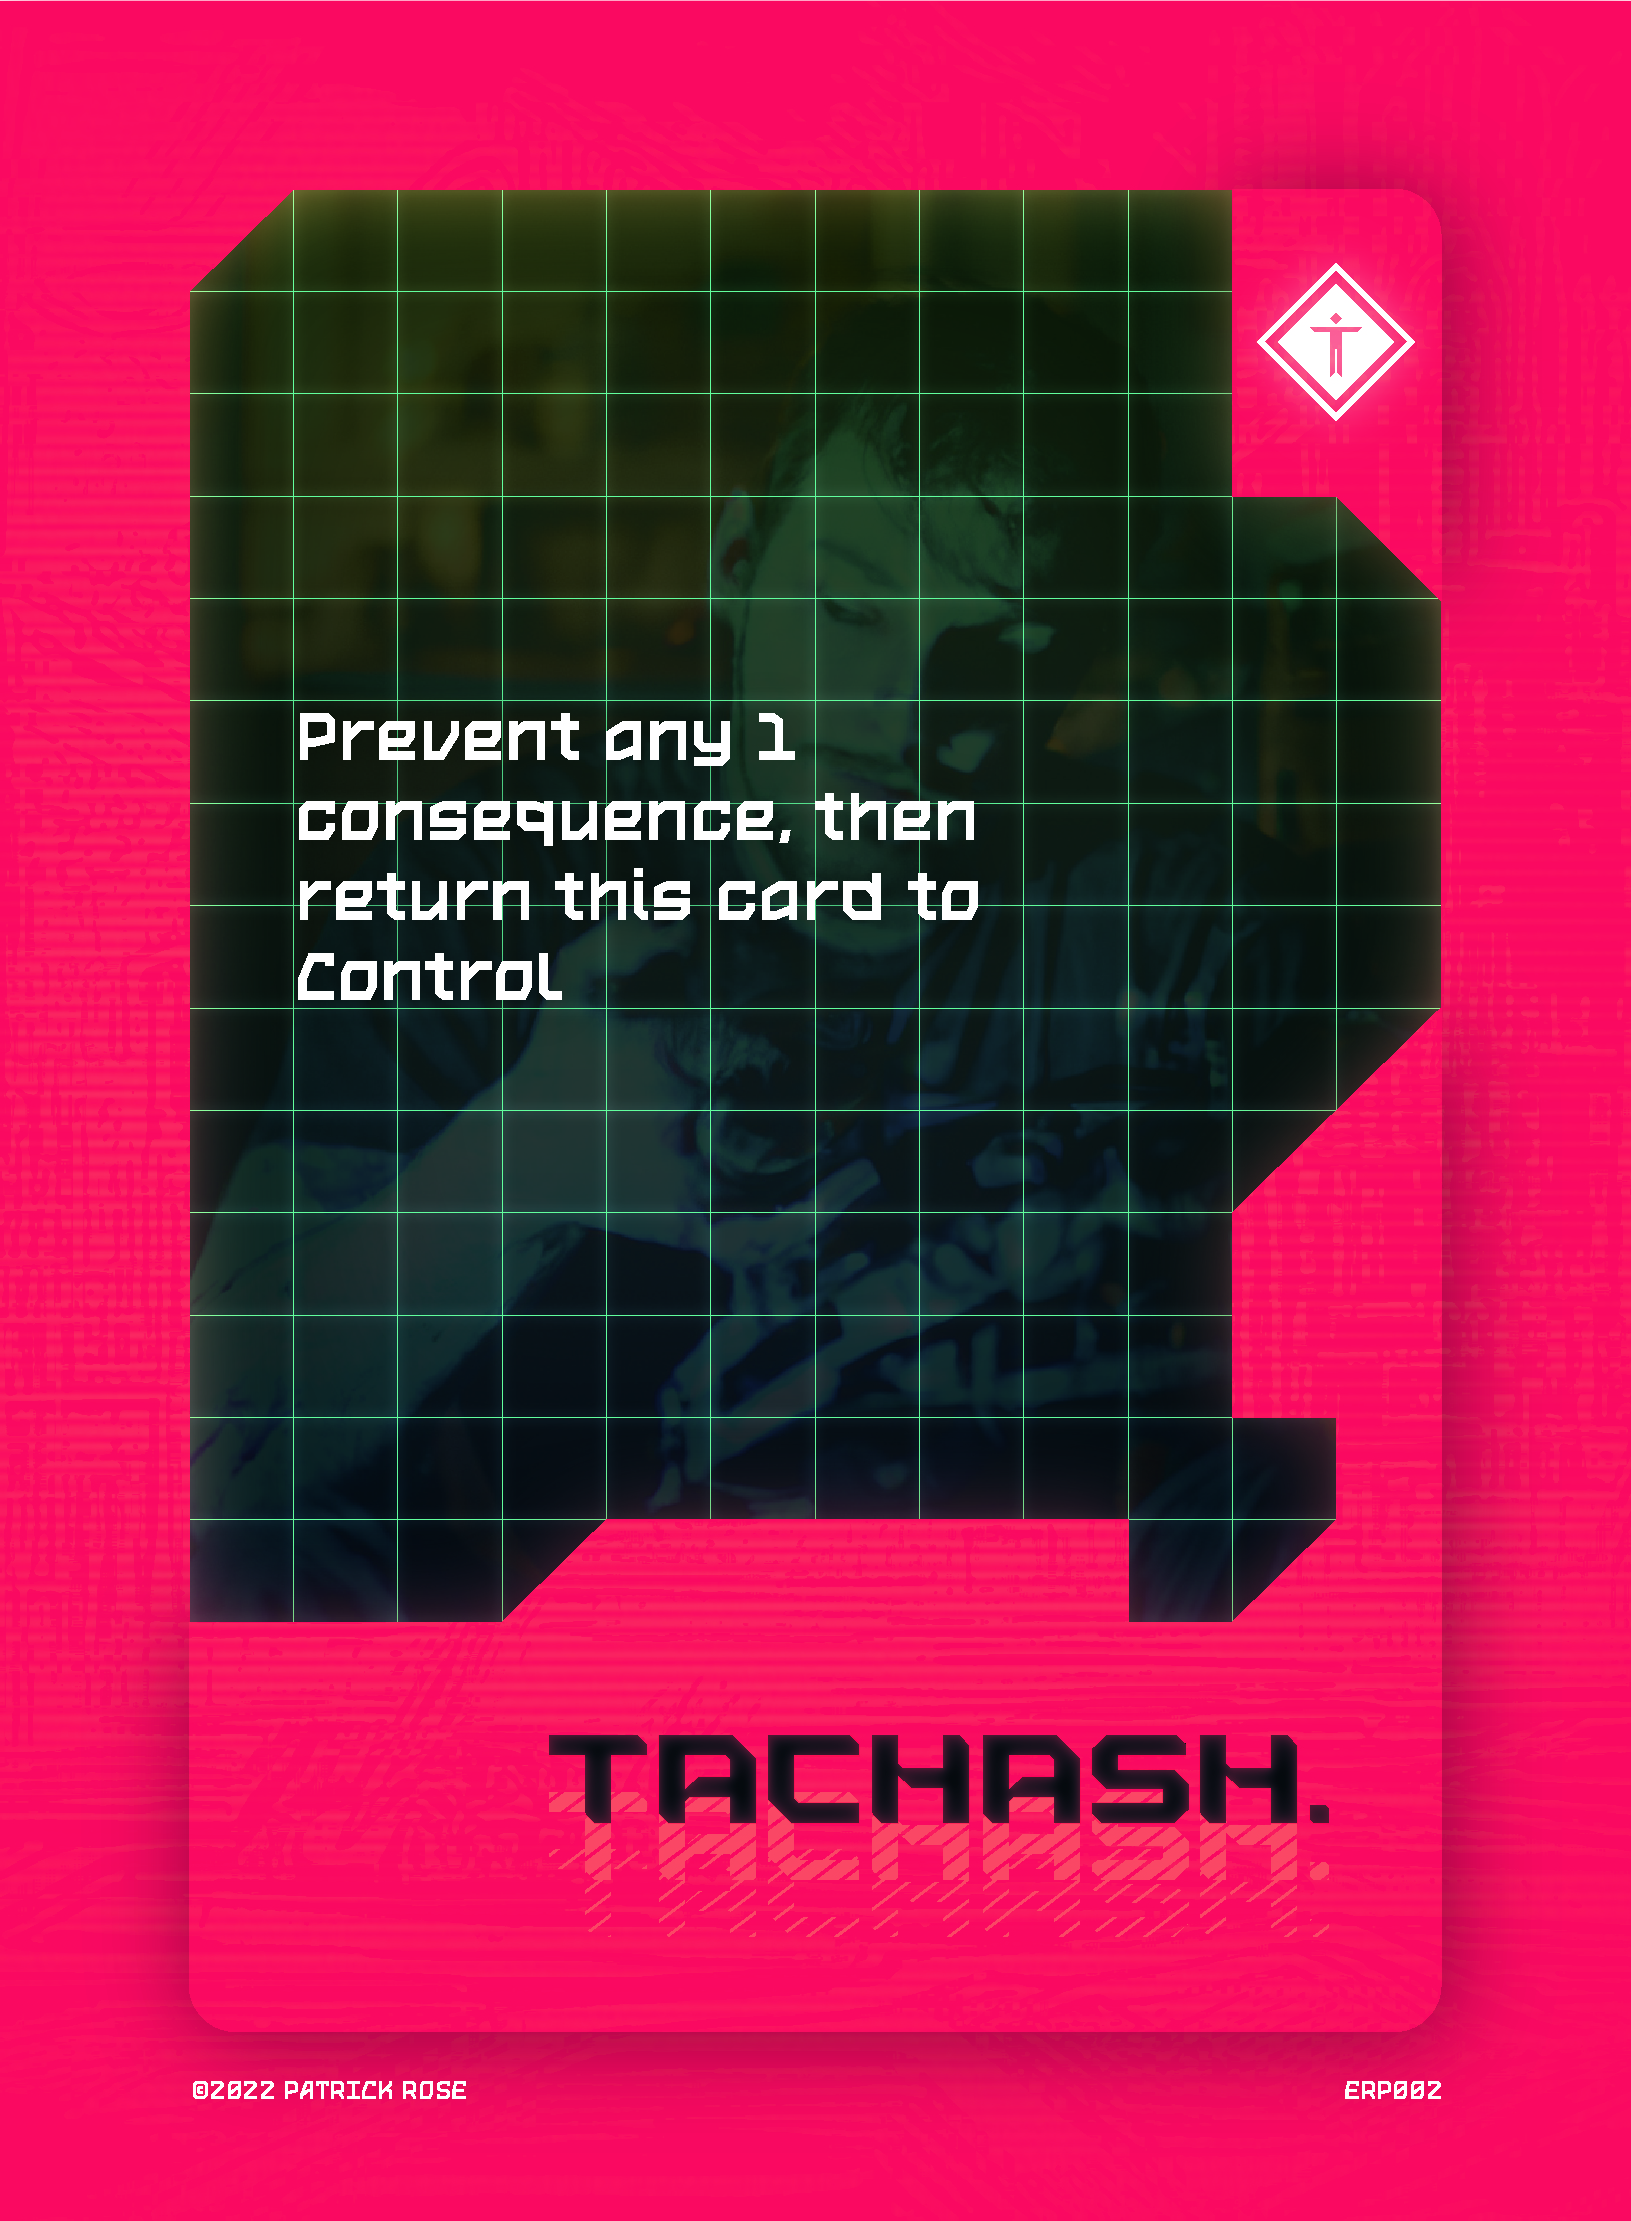 Prevent any 1
consequence, then
return this card to
Control
TACHASH.
©2022 PATRICK ROSE
ERP002